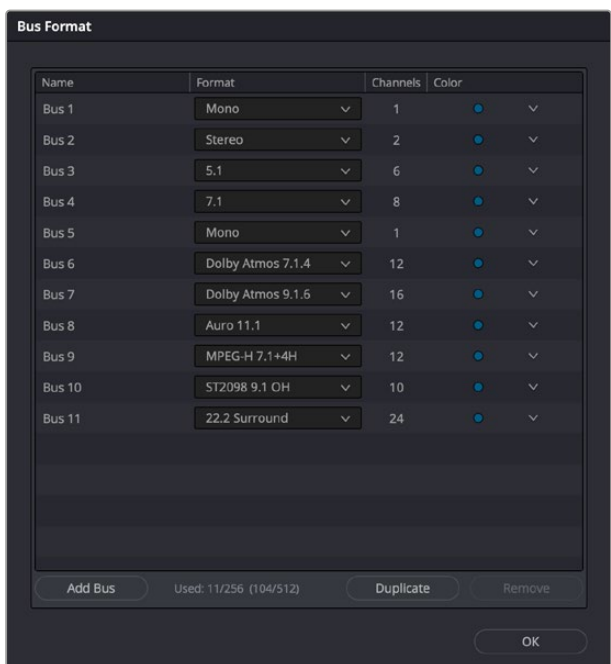 Bus Format
Name Format Channels Color
Bus 1 Mono 1
Bus 2 Stereo 2
Bus 3 5.1 6
Bus 4 7.1 8
Bus 5 Mono 1
Bus 6 Dolby Atmos 7.1.4 12
Bus 7 Dolby Atmos 9.1.6 16
Bus 8 Auro 11.1 12
Bus 9 MPEG-H 7.1+4H 12
Bus 10 ST2098 9.1 OH 10
Bus 11 22.2 Surround 24
Add Bus Used: 11/256 (104/512) Duplicate Remove
OK